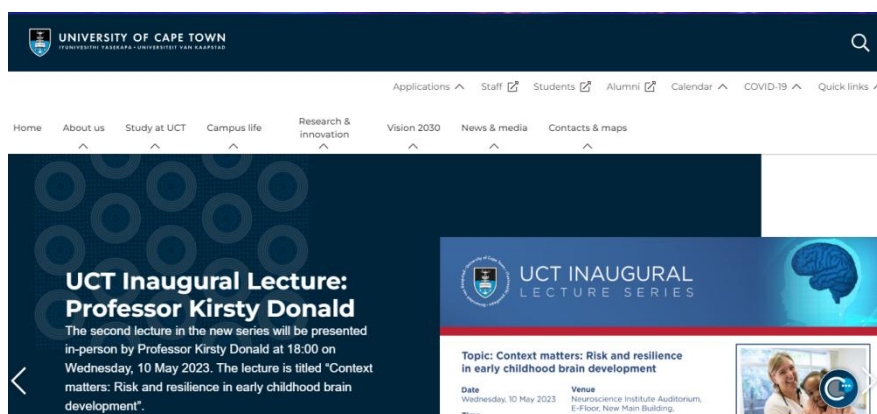 UNIVERSITY OF CAPE TOWN
IYUNIVESITHI YASEKAPA • UNIVERSITEIT VAN KAAPSTAD
Applications Staff Students Alumni Calendar COVID-19 Quick links
Home About us Study at UCT Campus life Research & innovation Vision 2030 News & media Contacts & maps
UCT Inaugural Lecture:
Professor Kirsty Donald
The second lecture in the new series will be presented
in-person by Professor Kirsty Donald at 18:00 on
Wednesday, 10 May 2023. The lecture is titled "Context
matters: Risk and resilience in early childhood brain
development".
UCT INAUGURAL
LECTURE SERIES
Topic: Context matters: Risk and resilience
in early childhood brain development
Date Venue
Wednesday, 10 May 2023 Neuroscience Institute Auditorium,
E-Floor, New Main Building,
Time